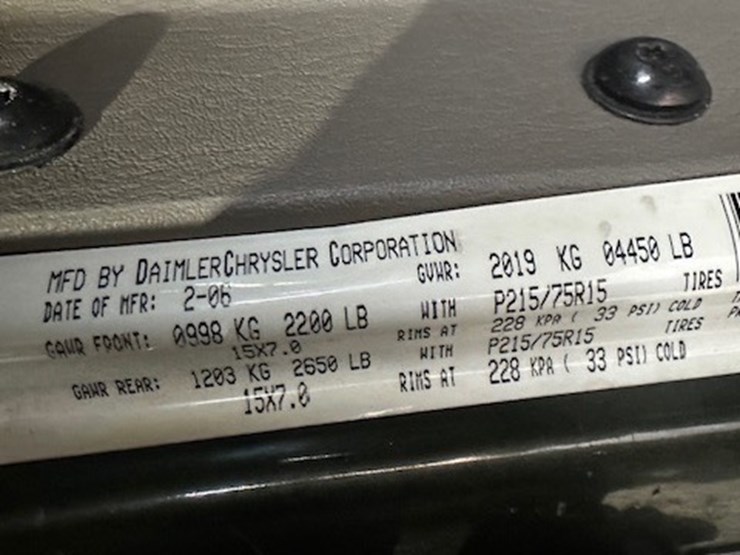 MFD BY DAIMLERCHRYSLER CORPORATION
DATE OF MFR: 2-06 GVWR: 2019 KG 04450 LB
GAWR FRONT: 0998 KG 2200 LB WITH P215/75R15 TIRES
15X7.0 RIMS AT 228 KPA ( 33 PSI) COLD
GAWR REAR: 1203 KG 2650 LB WITH P215/75R15 TIRES
15X7.0 RIMS AT 228 KPA ( 33 PSI) COLD